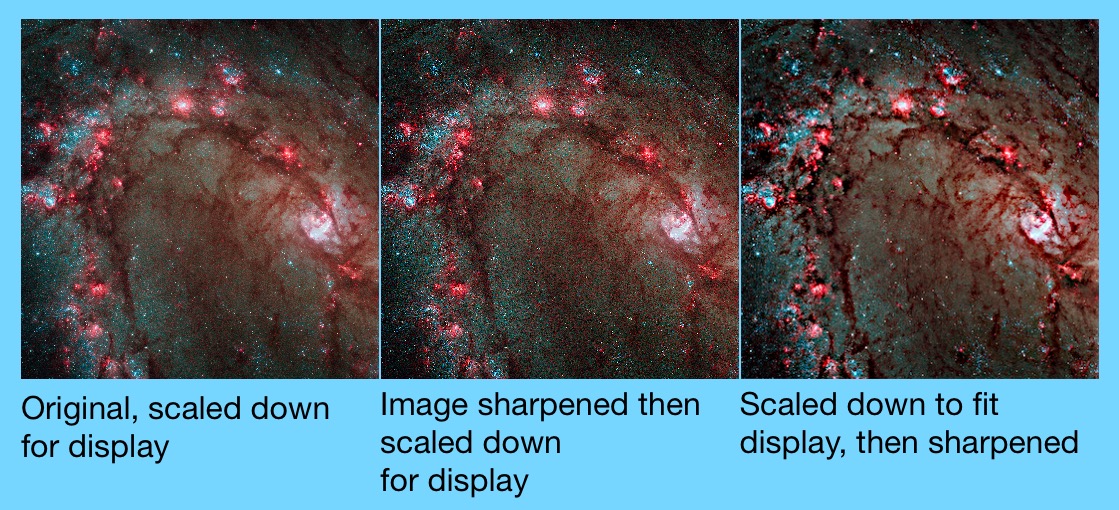 Original, scaled down
for display
Image sharpened then
scaled down
for display
Scaled down to fit
display, then sharpened